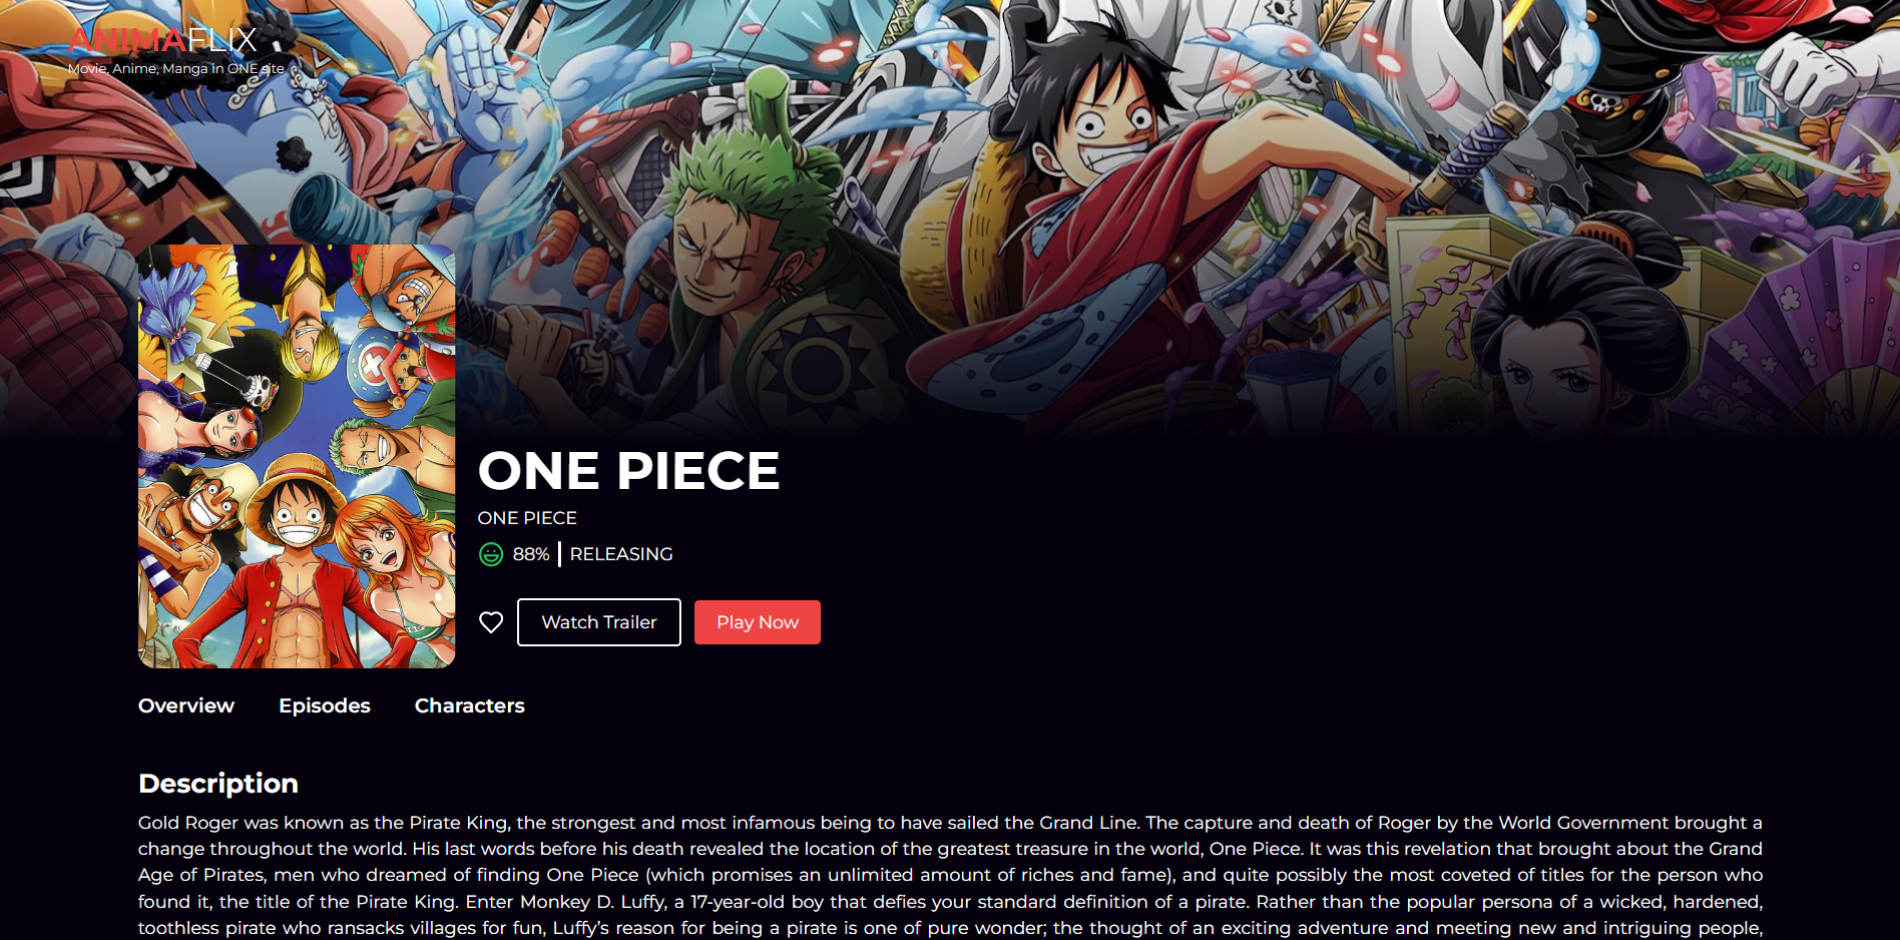 ANIMAFLIX
Movie, Anime, Manga in ONE site
ONE PIECE
ONE PIECE
88% | RELEASING
Watch Trailer
Play Now
Overview Episodes Characters
Description
Gold Roger was known as the Pirate King, the strongest and most infamous being to have sailed the Grand Line. The capture and death of Roger by the World Government brought a
change throughout the world. His last words before his death revealed the location of the greatest treasure in the world, One Piece. It was this revelation that brought about the Grand
Age of Pirates, men who dreamed of finding One Piece (which promises an unlimited amount of riches and fame), and quite possibly the most coveted of titles for the person who
found it, the title of the Pirate King. Enter Monkey D. Luffy, a 17-year-old boy that defies your standard definition of a pirate. Rather than the popular persona of a wicked, hardened,
toothless pirate who ransacks villages for fun, Luffy’s reason for being a pirate is one of pure wonder; the thought of an exciting adventure and meeting new and intriguing people,